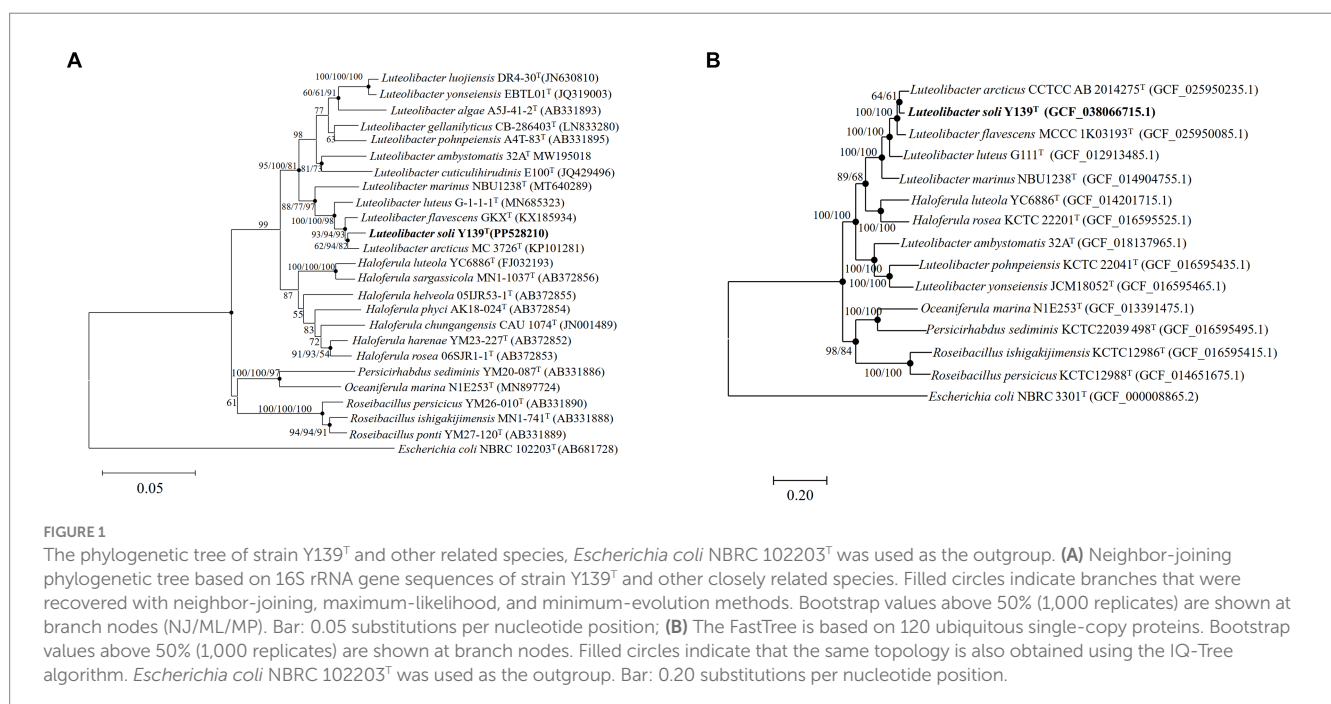 A
100/100/100
Luteolibacter luojiensis DR4-30T(JN630810)
60/61/91
Luteolibacter yonseiensis EBTL01T (JQ319003)
77
Luteolibacter algae A5J-41-2T (AB331893)
Luteolibacter gellanilyticus CB-286403T (LN833280)
98
63
Luteolibacter pohnpeiensis A4T-83T (AB331895)
Luteolibacter ambystomatis 32AT MW195018
95/100/81
81/73
Luteolibacter cuticulihirudinis E100T (JQ429496)
Luteolibacter marinus NBU1238T (MT640289)
88/77/97
Luteolibacter luteus G-1-1-1T (MN685323)
100/100/98
Luteolibacter flavescens GKXT (KX185934)
99
93/94/93
Luteolibacter soli Y139T(PP528210)
62/94/82
Luteolibacter arcticus MC 3726T (KP101281)
Haloferula luteola YC6886T (FJ032193)
100/100/100
Haloferula sargassicola MN1-1037T (AB372856)
87
Haloferula helveola 05IJR53-1T (AB372855)
55
Haloferula phyci AK18-024T (AB372854)
83
Haloferula chungangensis CAU 1074T (JN001489)
72
Haloferula harenae YM23-227T (AB372852)
91/93/54
Haloferula rosea 06SJR1-1T (AB372853)
100/100/97
Persicirhabdus sediminis YM20-087T (AB331886)
Oceaniferula marina N1E253T (MN897724)
61
100/100/100
Roseibacillus persicus YM26-010T (AB331890)
Roseibacillus ishigakijimensis MN1-741T (AB331888)
94/94/91
Roseibacillus ponti YM27-120T (AB331889)
Escherichia coli NBRC 102203T (AB681728)
0.05
B
Luteolibacter arcticus CCTCC AB 2014275T (GCF_025950235.1)
64/61
Luteolibacter soli Y139T (GCF_038066715.1)
100/100
Luteolibacter flavescens MCCC 1K03193T (GCF_025950085.1)
100/100
Luteolibacter luteus G111T (GCF_012913485.1)
100/100
Luteolibacter marinus NBU1238T (GCF_014904755.1)
89/68
Haloferula luteola YC6886T (GCF_014201715.1)
100/100
Haloferula rosea KCTC 22201T (GCF_016595525.1)
100/100
Luteolibacter ambystomatis 32AT (GCF_018137965.1)
100/100
Luteolibacter pohnpeiensis KCTC 22041T (GCF_016595435.1)
100/100
Luteolibacter yonseiensis JCM18052T (GCF_016595465.1)
Oceaniferula marina N1E253T (GCF_013391475.1)
100/100
Persicirhabdus sediminis KCTC22039 498T (GCF_016595495.1)
98/84
Roseibacillus ishigakijimensis KCTC12986T (GCF_016595415.1)
100/100
Roseibacillus persicus KCTC12988T (GCF_014651675.1)
Escherichia coli NBRC 3301T (GCF_000008865.2)
0.20
FIGURE 1
The phylogenetic tree of strain Y139T and other related species, Escherichia coli NBRC 102203T was used as the outgroup. (A) Neighbor-joining
phylogenetic tree based on 16S rRNA gene sequences of strain Y139T and other closely related species. Filled circles indicate branches that were
recovered with neighbor-joining, maximum-likelihood, and minimum-evolution methods. Bootstrap values above 50% (1,000 replicates) are shown at
branch nodes (NJ/ML/MP). Bar: 0.05 substitutions per nucleotide position; (B) The FastTree is based on 120 ubiquitous single-copy proteins. Bootstrap
values above 50% (1,000 replicates) are shown at branch nodes. Filled circles indicate that the same topology is also obtained using the IQ-Tree
algorithm. Escherichia coli NBRC 102203T was used as the outgroup. Bar: 0.20 substitutions per nucleotide position.